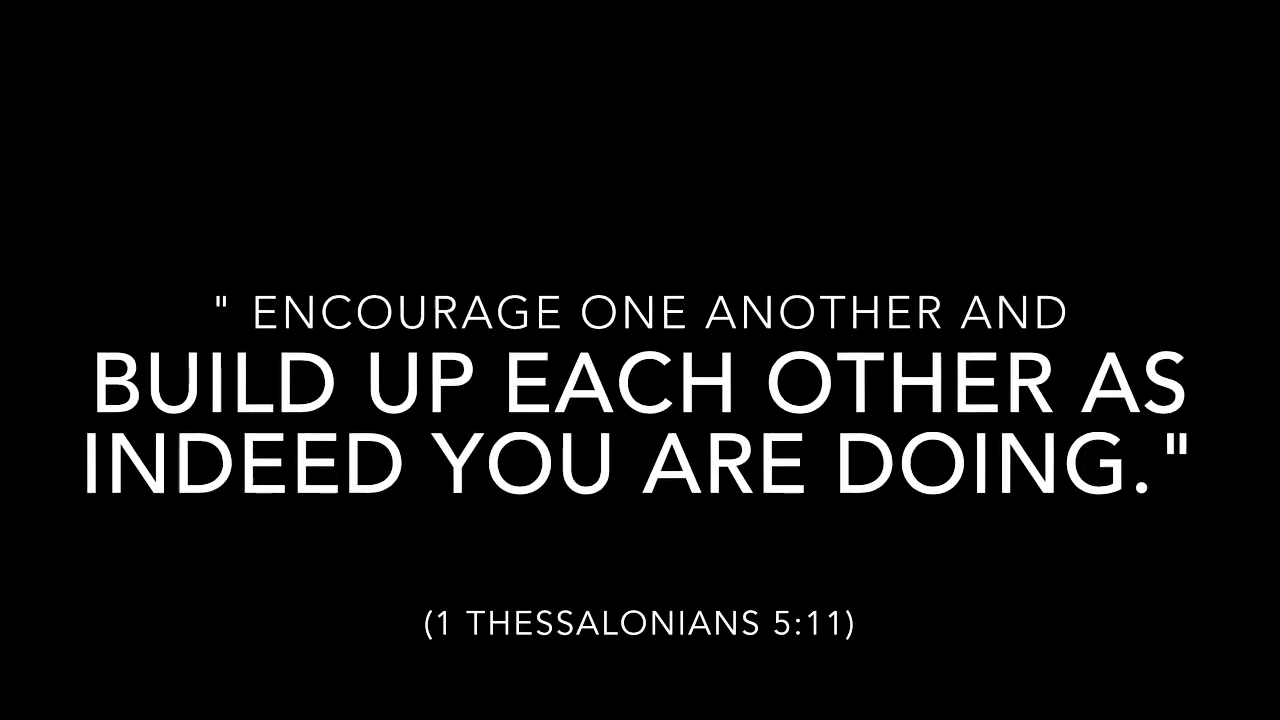 " ENCOURAGE ONE ANOTHER AND
BUILD UP EACH OTHER AS
INDEED YOU ARE DOING."
(1 THESSALONIANS 5:11)